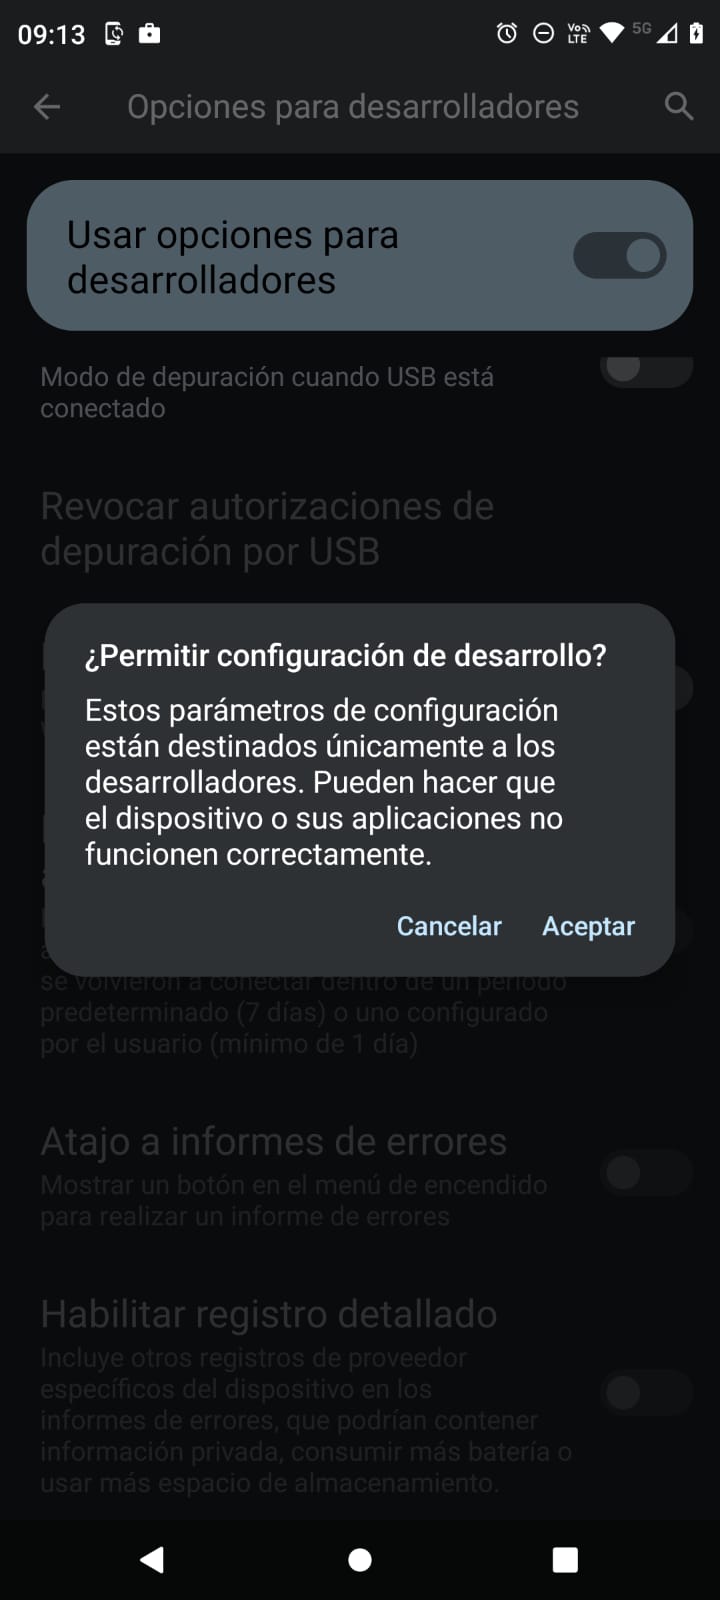 09:13
Vo)) LTE 5G
Opciones para desarrolladores
Usar opciones para
desarrolladores
Modo de depuración cuando USB está
conectado
Revocar autorizaciones de
depuración por USB
¿Permitir configuración de desarrollo?
Estos parámetros de configuración
están destinados únicamente a los
desarrolladores. Pueden hacer que
el dispositivo o sus aplicaciones no
funcionen correctamente.
Cancelar Aceptar
se volvieron a conectar dentro de un período
predeterminado (7 días) o uno configurado
por el usuario (mínimo de 1 día)
Atajo a informes de errores
Mostrar un botón en el menú de encendido
para realizar un informe de errores
Habilitar registro detallado
Incluye otros registros de proveedor
específicos del dispositivo en los
informes de errores, que podrían contener
información privada, consumir más batería o
usar más espacio de almacenamiento.